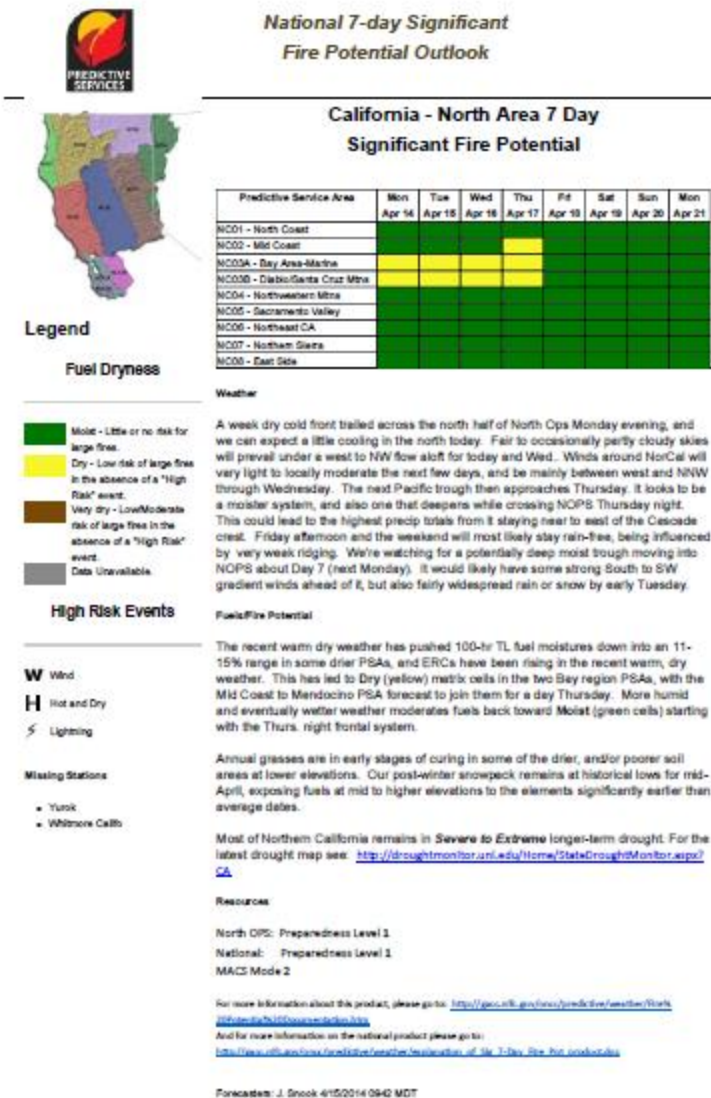 PREDICTIVE
SERVICES
National 7-day Significant
Fire Potential Outlook
California - North Area 7 Day
Significant Fire Potential
Predictive Service Area Mon Tue Wed Thu Fri Sat Sun Mon
Apr 14 Apr 15 Apr 16 Apr 17 Apr 18 Apr 19 Apr 20 Apr 21
NC01 - North Coast
NC02 - Mid Coast
NC03A - Bay Area-Marine
NC03B - Diablo/Santa Cruz Mtns
NC04 - Northwestern Mtns
NC05 - Sacramento Valley
NC06 - Northeast CA
NC07 - Northern Sierra
NC08 - East Side
Legend
Fuel Dryness
Moist - Little or no risk for
large fires.
Dry - Low risk of large fires
in the absence of a "High
Risk" event.
Very dry - Low/Moderate
risk of large fires in the
absence of a "High Risk"
event.
Data Unavailable.
High Risk Events
W Wind
H Hot and Dry
Lightning
Missing Stations
Yurok
Whitmore Califo
Weather
A week dry cold front trailed across the north half of North Ops Monday evening, and
we can expect a little cooling in the north today. Fair to occasionally partly cloudy skies
will prevail under a west to NW flow aloft for today and Wed.. Winds around NorCal will
very light to locally moderate the next few days, and be mainly between west and NNW
through Wednesday. The next Pacific trough then approaches Thursday. It looks to be
a moister system, and also one that deepens while crossing NOPS Thursday night.
This could lead to the highest precip totals from it staying near to east of the Cascade
crest. Friday afternoon and the weekend will most likely stay rain-free, being influenced
by very weak ridging. We're watching for a potentially deep moist trough moving into
NOPS about Day 7 (next Monday). It would likely have some strong South to SW
gradient winds ahead of it, but also fairly widespread rain or snow by early Tuesday.
Fuels/Fire Potential
The recent warm dry weather has pushed 100-hr TL fuel moistures down into an 11-
15% range in some drier PSAs, and ERCs have been rising in the recent warm, dry
weather. This has led to Dry (yellow) matrix cells in the two Bay region PSAs, with the
Mid Coast to Mendocino PSA forecast to join them for a day Thursday. More humid
and eventually wetter weather moderates fuels back toward Moist (green cells) starting
with the Thurs. night frontal system.
Annual grasses are in early stages of curing in some of the drier, and/or poorer soil
areas at lower elevations. Our post-winter snowpack remains at historical lows for mid-
April, exposing fuels at mid to higher elevations to the elements significantly earlier than
average dates.
Most of Northern California remains in Severe to Extreme longer-term drought. For the
latest drought map see: http://droughtmonitor.unl.edu/Home/StateDroughtMonitor.aspx?
CA
Resources
North OPS: Preparedness Level 1
National: Preparedness Level 1
MACS Mode 2
For more information about this product, please go to: http://gacc.nifc.gov/oncc/predictive/weather/Fire%
20Potential%20Documentation.htm
And for more information on the national product please go to:
http://gacc.nifc.gov/oncc/predictive/weather/explanation_of_Sig_7-Day_Fire_Pot_product.doc
Forecasters: J. Snook 4/15/2014 0942 MDT